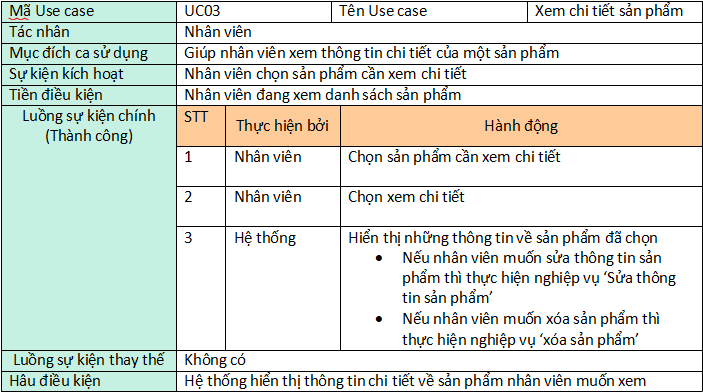 Mã Use case UC03 Tên Use case Xem chi tiết sản phẩm
Tác nhân Nhân viên
Mục đích ca sử dụng Giúp nhân viên xem thông tin chi tiết của một sản phẩm
Sự kiện kích hoạt Nhân viên chọn sản phẩm cần xem chi tiết
Tiền điều kiện Nhân viên đang xem danh sách sản phẩm
Luồng sự kiện chính
(Thành công)
STT Thực hiện bởi Hành động
1 Nhân viên Chọn sản phẩm cần xem chi tiết
2 Nhân viên Chọn xem chi tiết
3 Hệ thống Hiển thị những thông tin về sản phẩm đã chọn
• Nếu nhân viên muốn sửa thông tin sản
phẩm thì thực hiện nghiệp vụ ‘Sửa thông
tin sản phẩm’
• Nếu nhân viên muốn xóa sản phẩm thì
thực hiện nghiệp vụ ‘xóa sản phẩm’
Luồng sự kiện thay thế Không có
Hâu điều kiện Hệ thống hiển thị thông tin chi tiết về sản phẩm nhân viên muốn xem